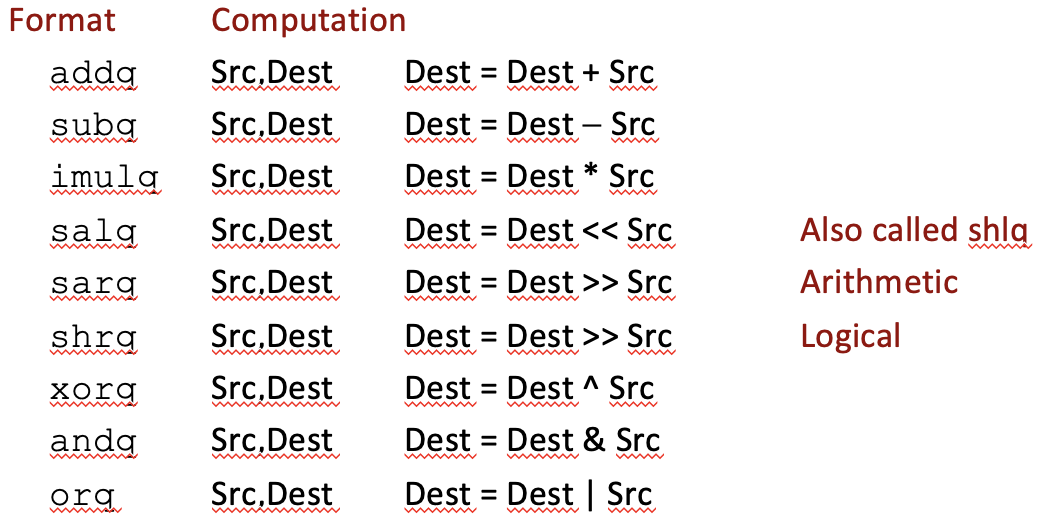 Format Computation
addq Src,Dest Dest = Dest + Src
subq Src,Dest Dest = Dest – Src
imulq Src,Dest Dest = Dest * Src
salq Src,Dest Dest = Dest << Src Also called shlq
sarq Src,Dest Dest = Dest >> Src Arithmetic
shrq Src,Dest Dest = Dest >> Src Logical
xorq Src,Dest Dest = Dest ^ Src
andq Src,Dest Dest = Dest & Src
orq Src,Dest Dest = Dest | Src